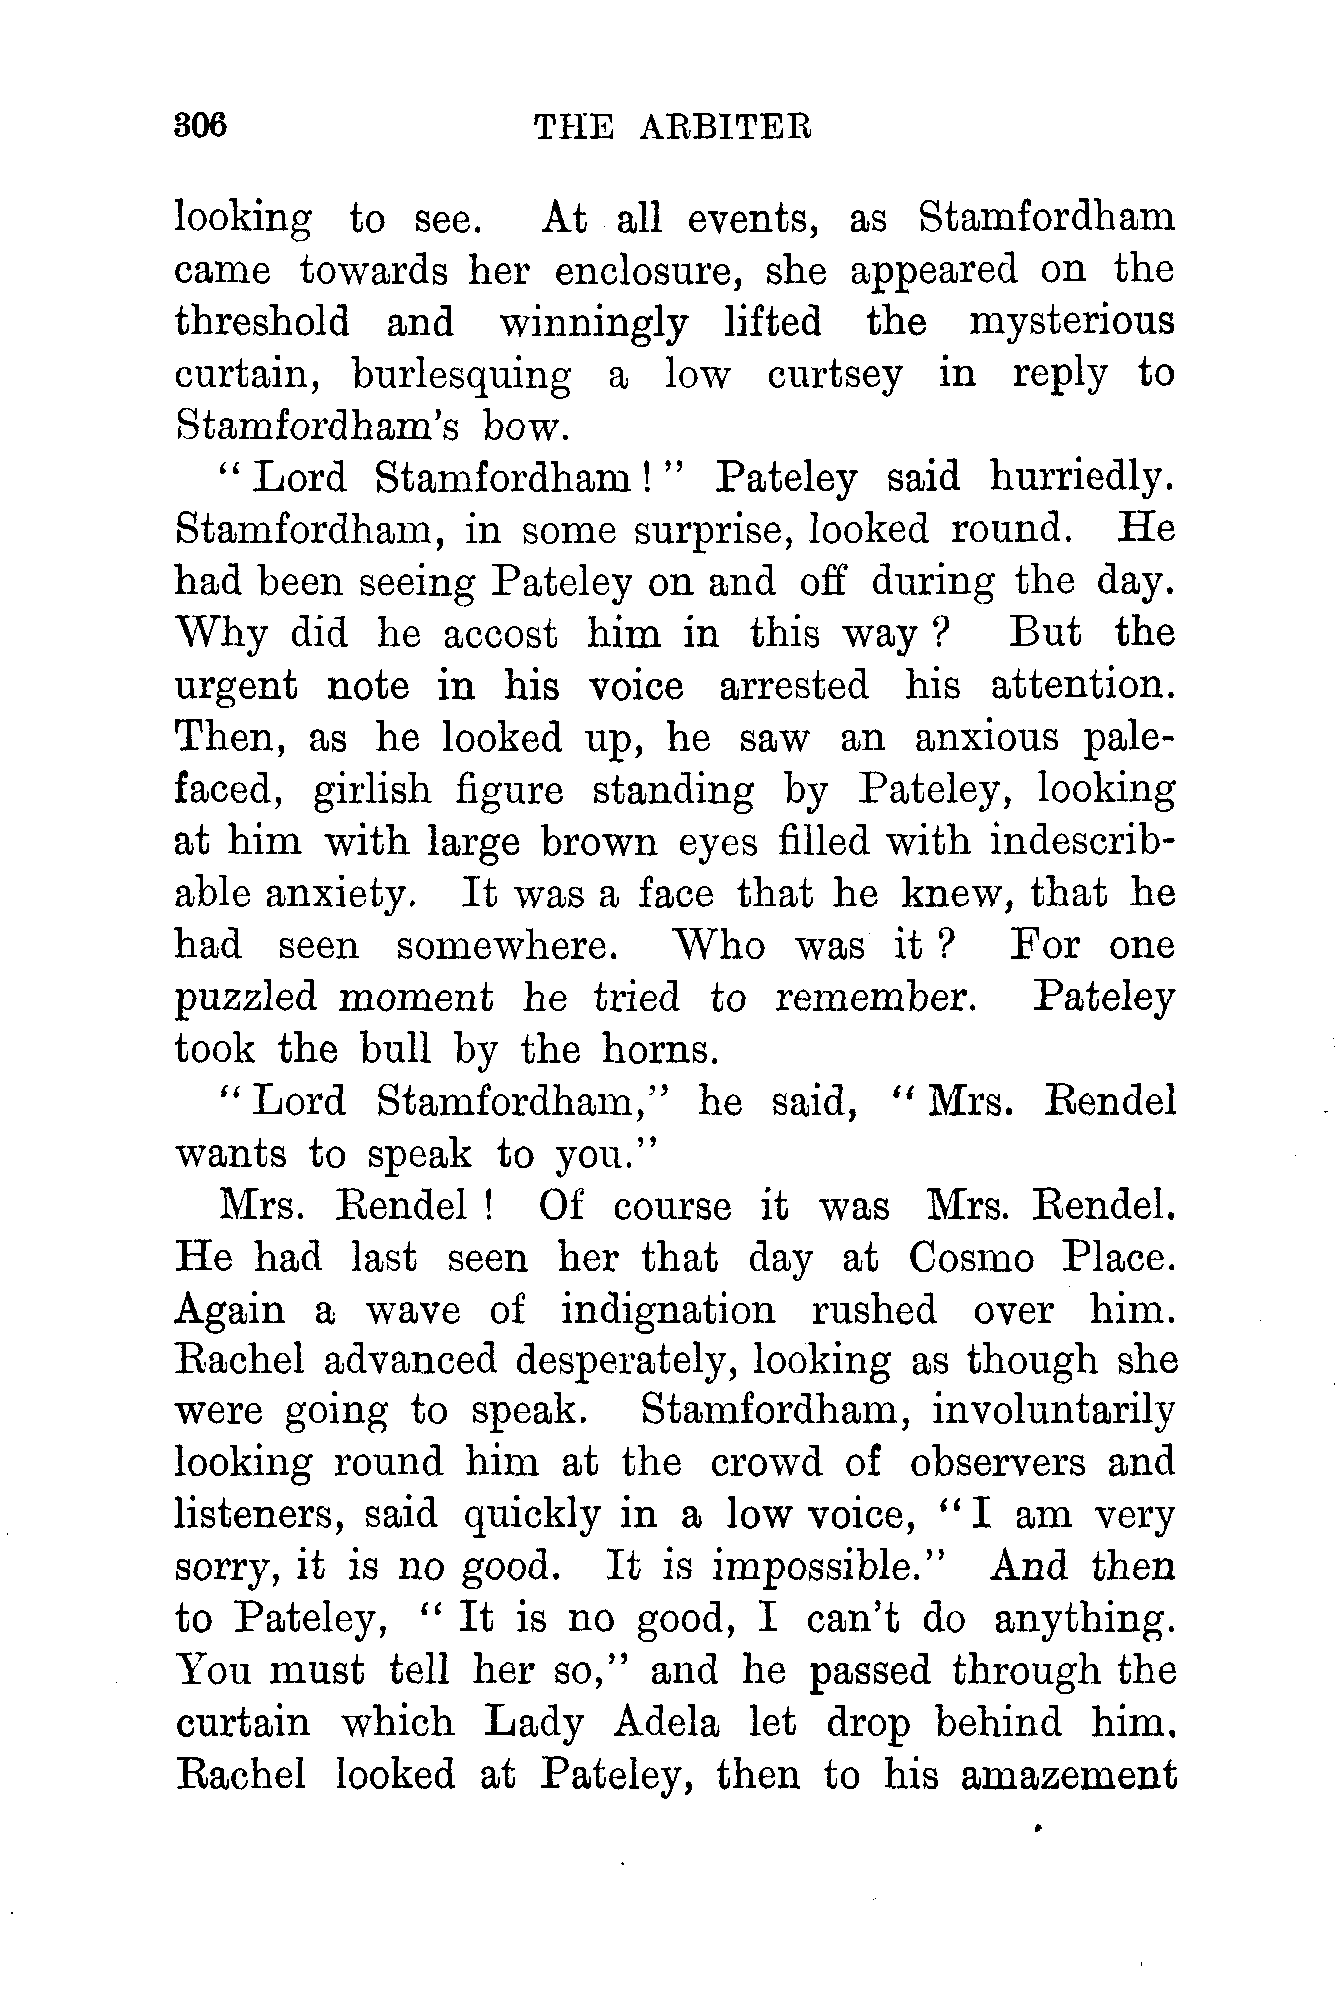 306 THE ARBITER
looking to see. At all events, as Stamfordham
came towards her enclosure, she appeared on the
threshold and winningly lifted the mysterious
curtain, burlesquing a low curtsey in reply to
Stamfordham's bow.
“ Lord Stamfordham ! ” Pateley said hurriedly.
Stamfordham, in some surprise, looked round. He
had been seeing Pateley on and off during the day.
Why did he accost him in this way ? But the
urgent note in his voice arrested his attention.
Then, as he looked up, he saw an anxious pale-
faced, girlish figure standing by Pateley, looking
at him with large brown eyes filled with indescrib-
able anxiety. It was a face that he knew, that he
had seen somewhere. Who was it ? For one
puzzled moment he tried to remember. Pateley
took the bull by the horns.
“ Lord Stamfordham,” he said, “ Mrs. Rendel
wants to speak to you.”
Mrs. Rendel ! Of course it was Mrs. Rendel.
He had last seen her that day at Cosmo Place.
Again a wave of indignation rushed over him.
Rachel advanced desperately, looking as though she
were going to speak. Stamfordham, involuntarily
looking round him at the crowd of observers and
listeners, said quickly in a low voice, “ I am very
sorry, it is no good. It is impossible.” And then
to Pateley, “ It is no good, I can't do anything.
You must tell her so,” and he passed through the
curtain which Lady Adela let drop behind him.
Rachel looked at Pateley, then to his amazement